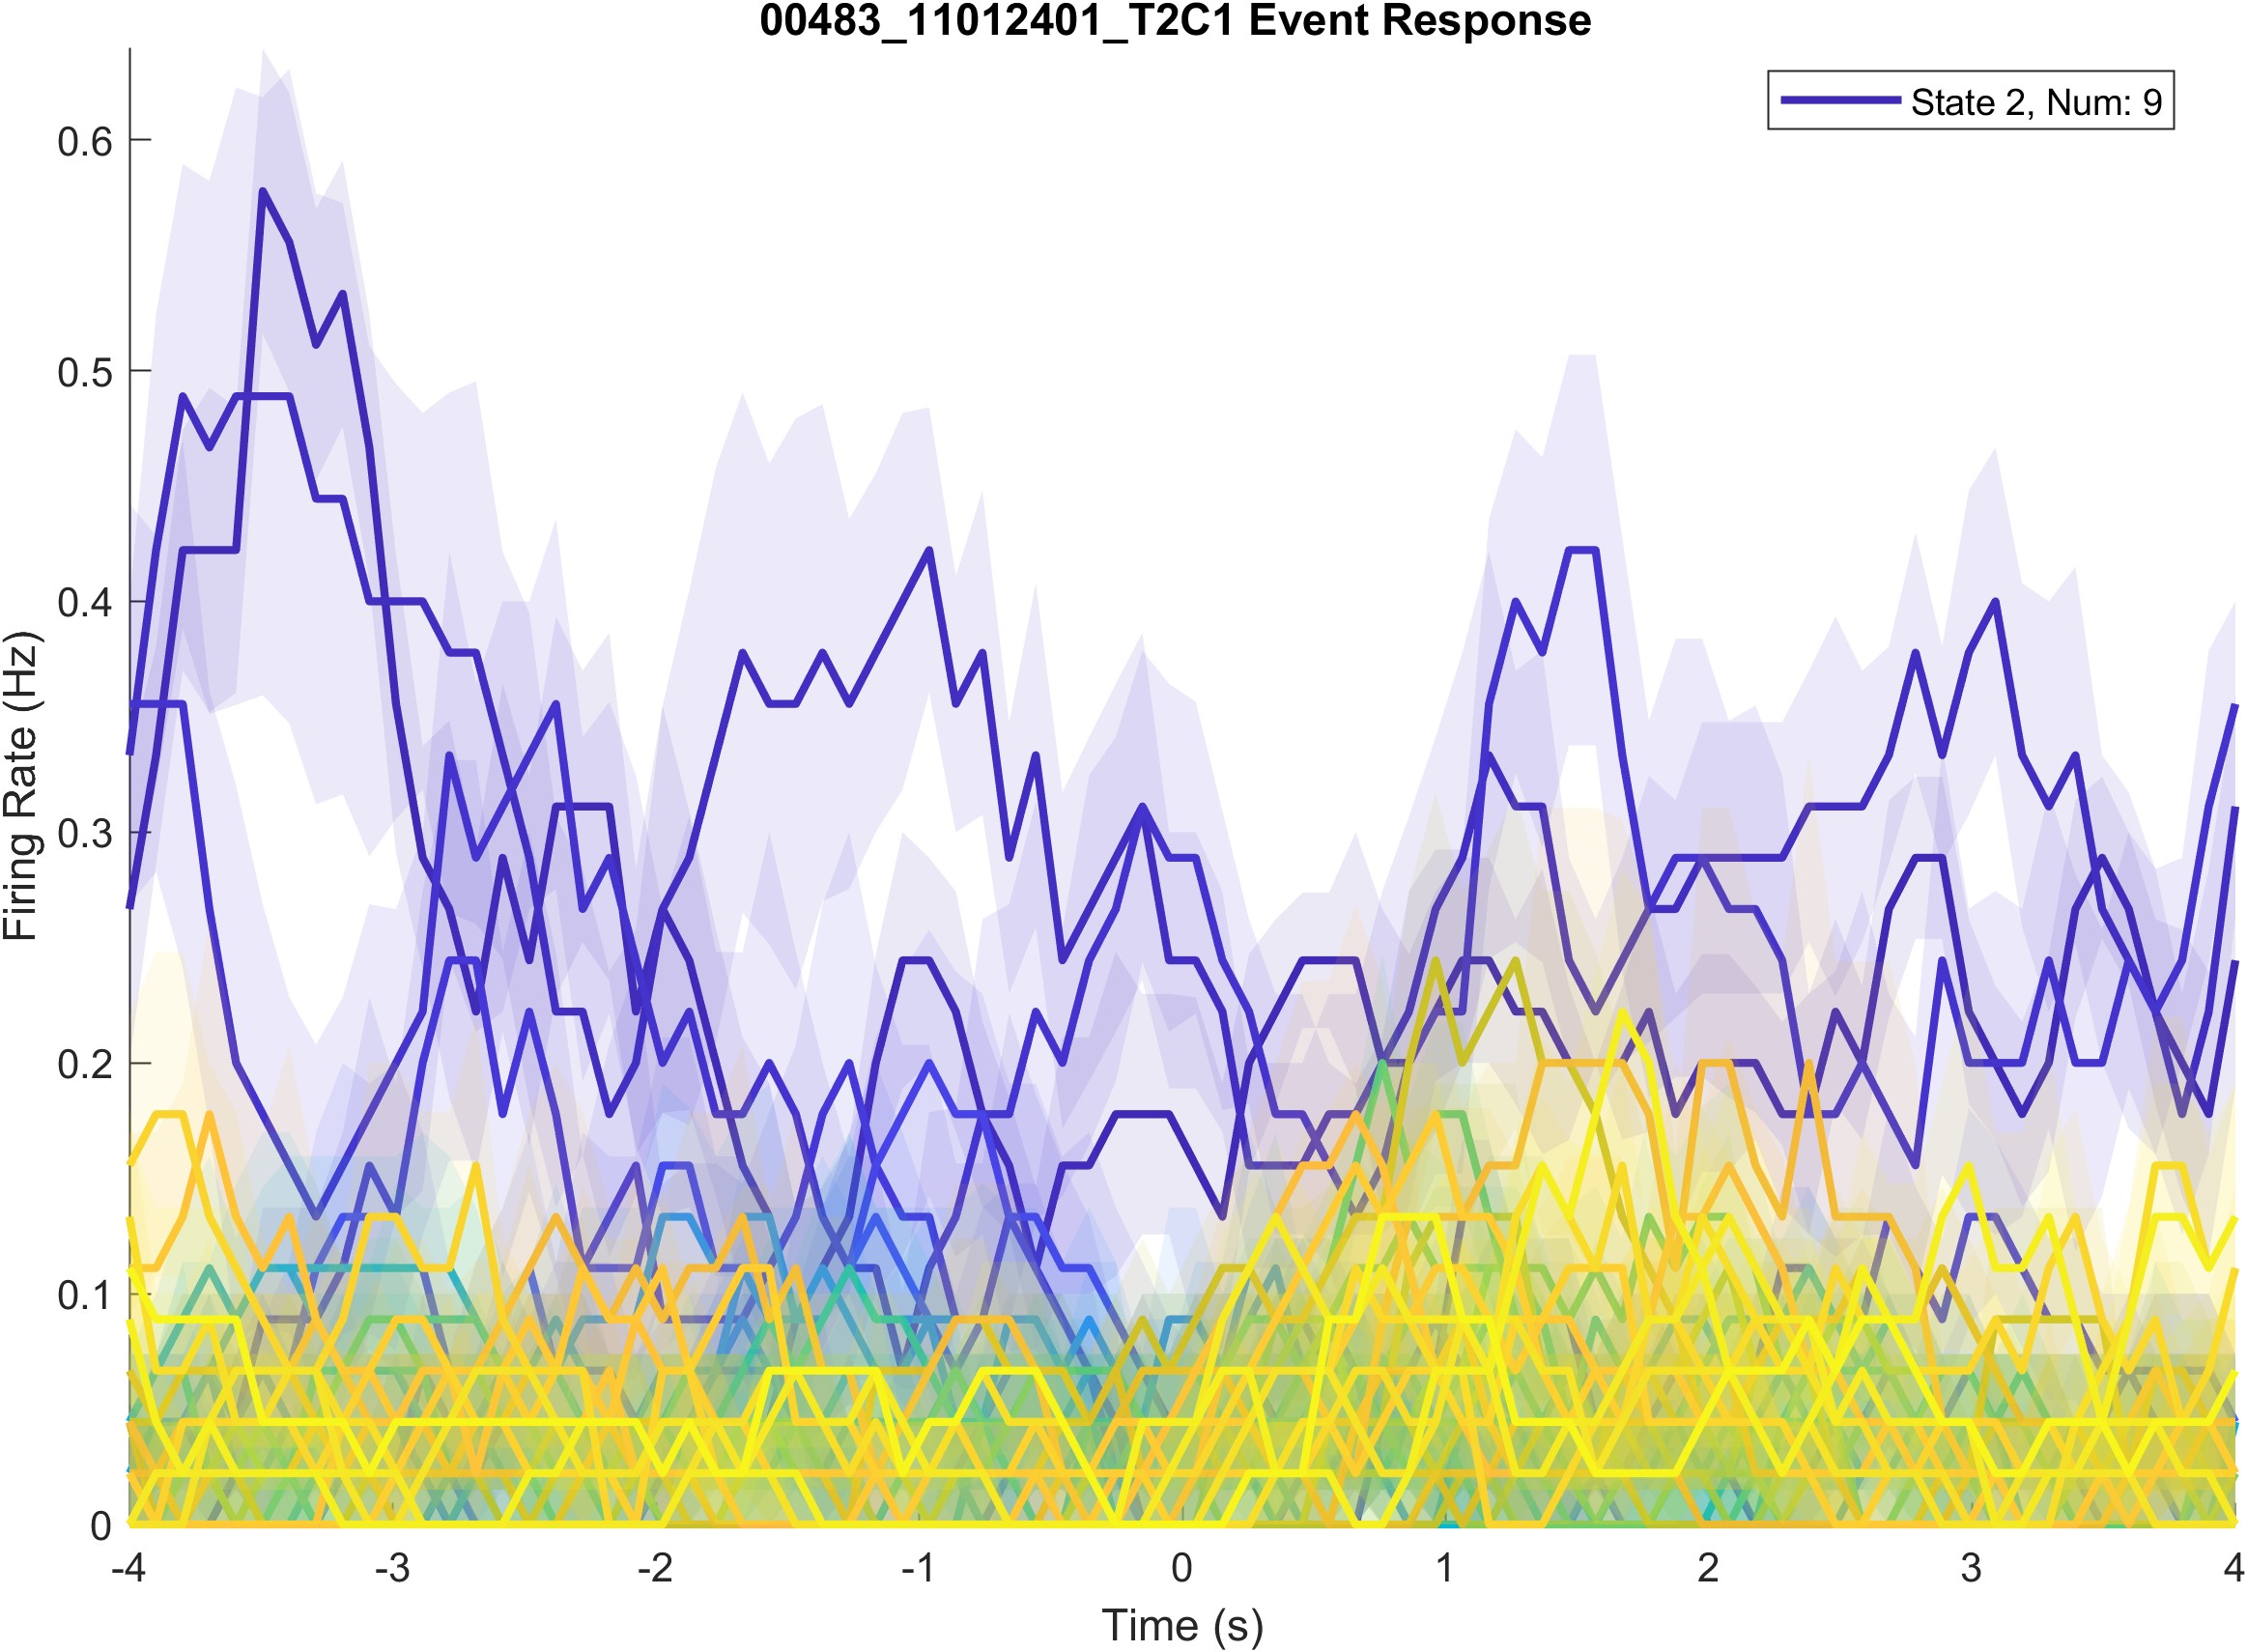 00483_11012401_T2C1 Event Response
State 2, Num: 9
Firing Rate (Hz)
0.6
0.5
0.4
0.3
0.2
0.1
0
-4 -3 -2 -1 0 1 2 3 4
Time (s)